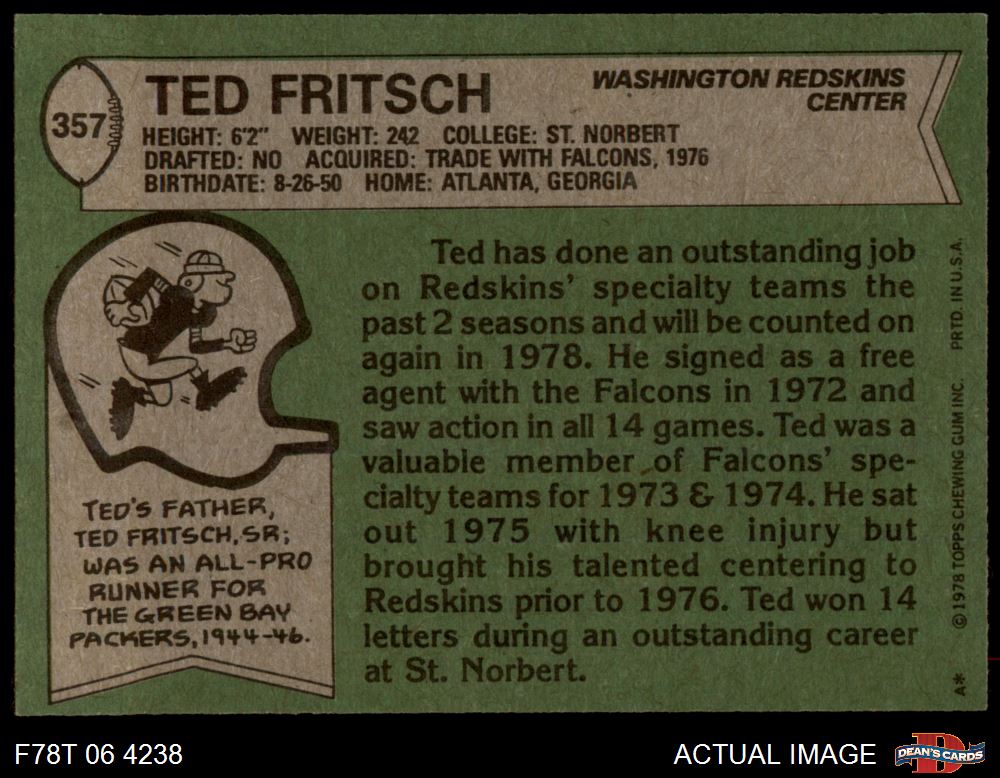 357
TED FRITSCH
WASHINGTON REDSKINS
CENTER
HEIGHT: 6'2" WEIGHT: 242 COLLEGE: ST. NORBERT
DRAFTED: NO ACQUIRED: TRADE WITH FALCONS, 1976
BIRTHDATE: 8-26-50 HOME: ATLANTA, GEORGIA
Ted has done an outstanding job
on Redskins' specialty teams the
past 2 seasons and will be counted on
again in 1978. He signed as a free
agent with the Falcons in 1972 and
saw action in all 14 games. Ted was a
valuable member of Falcons' spe-
cialty teams for 1973 & 1974. He sat
out 1975 with knee injury but
brought his talented centering to
Redskins prior to 1976. Ted won 14
letters during an outstanding career
at St. Norbert.
TED'S FATHER,
TED FRITSCH, SR;
WAS AN ALL-PRO
RUNNER FOR
THE GREEN BAY
PACKERS, 1944-46.
A* ©1978 TOPPS CHEWING GUM INC. PRTD. IN U.S.A.
F78T 06 4238
ACTUAL IMAGE
DEAN'S CARDS